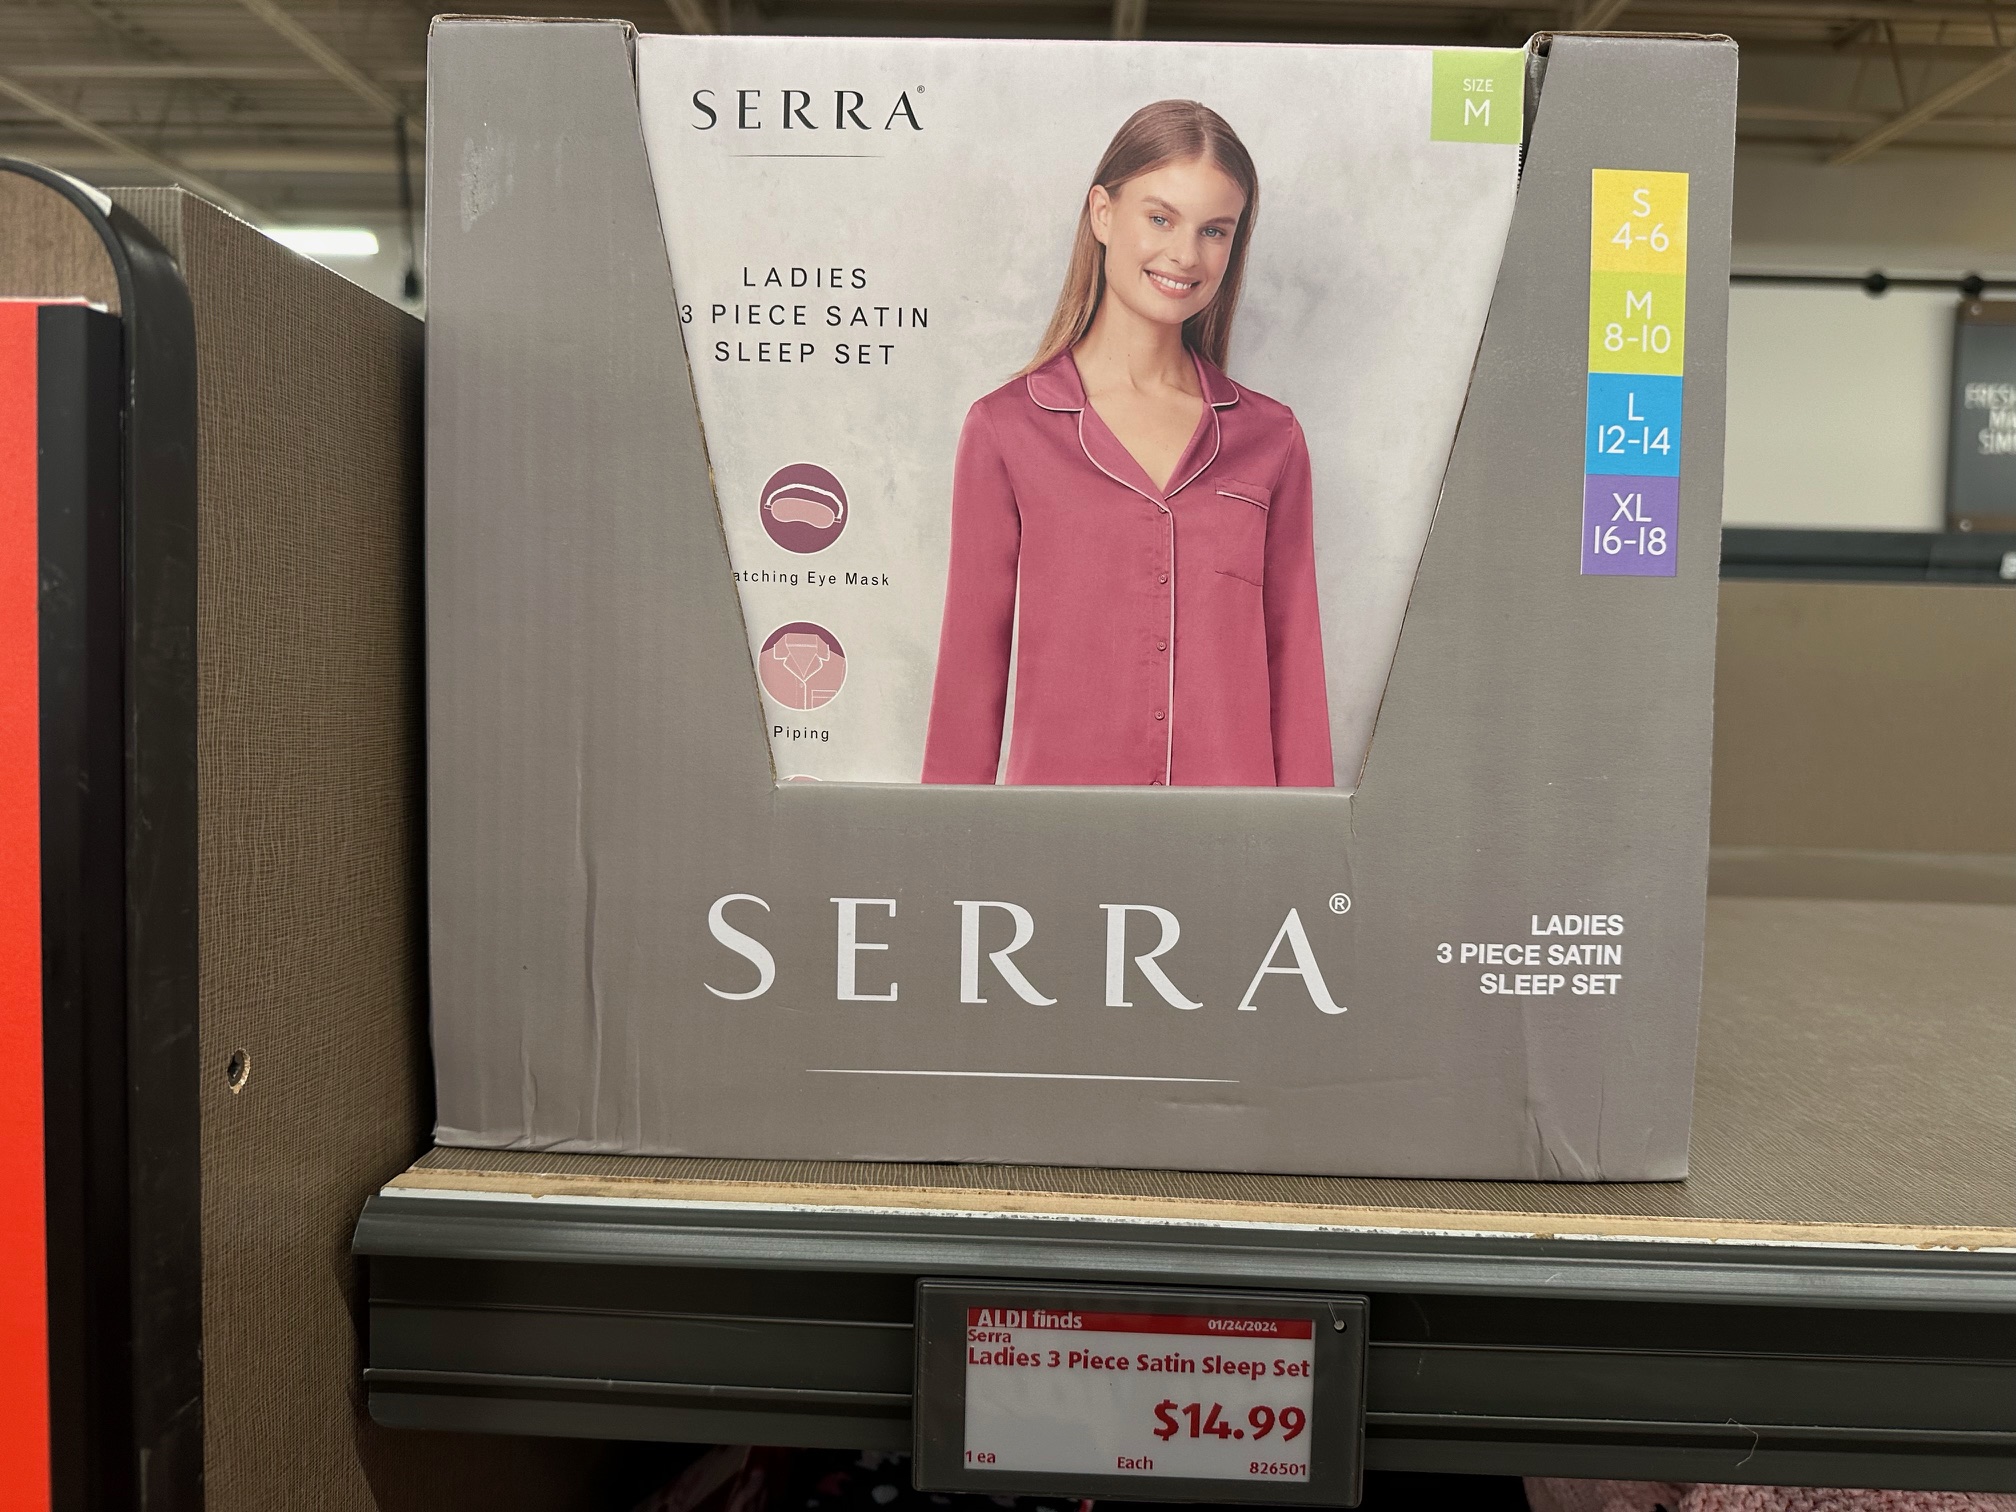 SERRA®
SIZE
M
LADIES
3 PIECE SATIN
SLEEP SET
atching Eye Mask
Piping
S
4-6
M
8-10
L
12-14
XL
16-18
SERRA®
LADIES
3 PIECE SATIN
SLEEP SET
FRESH
ALDI finds 01/24/2024
Serra
Ladies 3 Piece Satin Sleep Set
$14.99
1 ea Each 826501